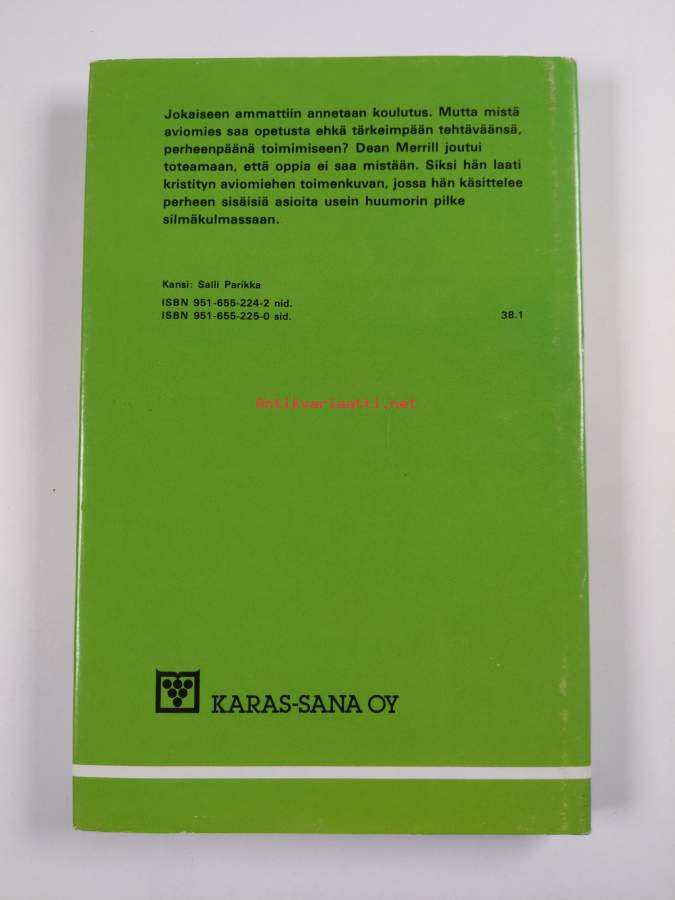 Jokaiseen ammattiin annetaan koulutus. Mutta mistä
aviomies saa opetusta ehkä tärkeimpään tehtäväänsä,
perheenpäänä toimimiseen? Dean Merrill joutui
toteamaan, että oppia ei saa mistään. Siksi hän laati
kristityn aviomiehen toimenkuvan, jossa hän käsittelee
perheen sisäisiä asioita usein huumorin pilke
silmäkulmassaan.
Kansi: Salli Parikka
ISBN 951-655-224-2 nid.
ISBN 951-655-225-0 sid. 38.1
Antikvariaatti.net
KARAS-SANA OY